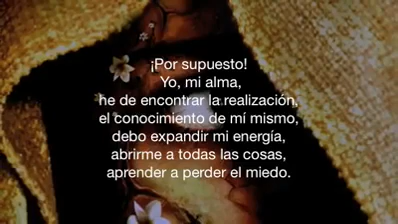 ¡Por supuesto!
Yo, mi alma,
he de encontrar la realización,
el conocimiento de mí mismo,
debo expandir mi energía,
abrirme a todas las cosas,
aprender a perder el miedo.